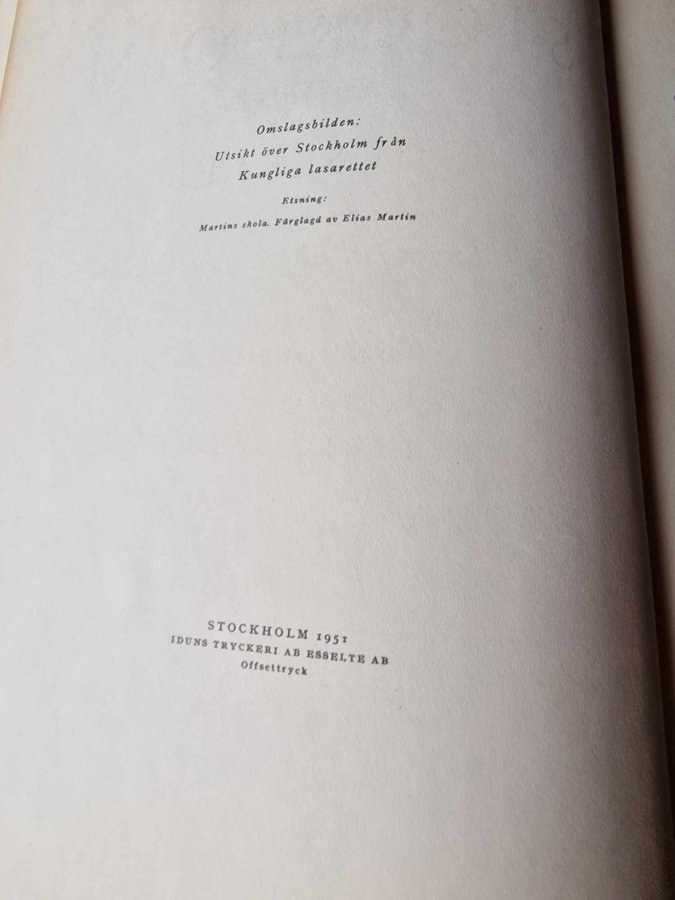 Omslagsbilden:
Utsikt över Stockholm från
Kungliga lasarettet
Etsning:
Martins skola. Färglagd av Elias Martin
STOCKHOLM 1951
IDUNS TRYCKERI AB ESSELTE AB
Offsettryck